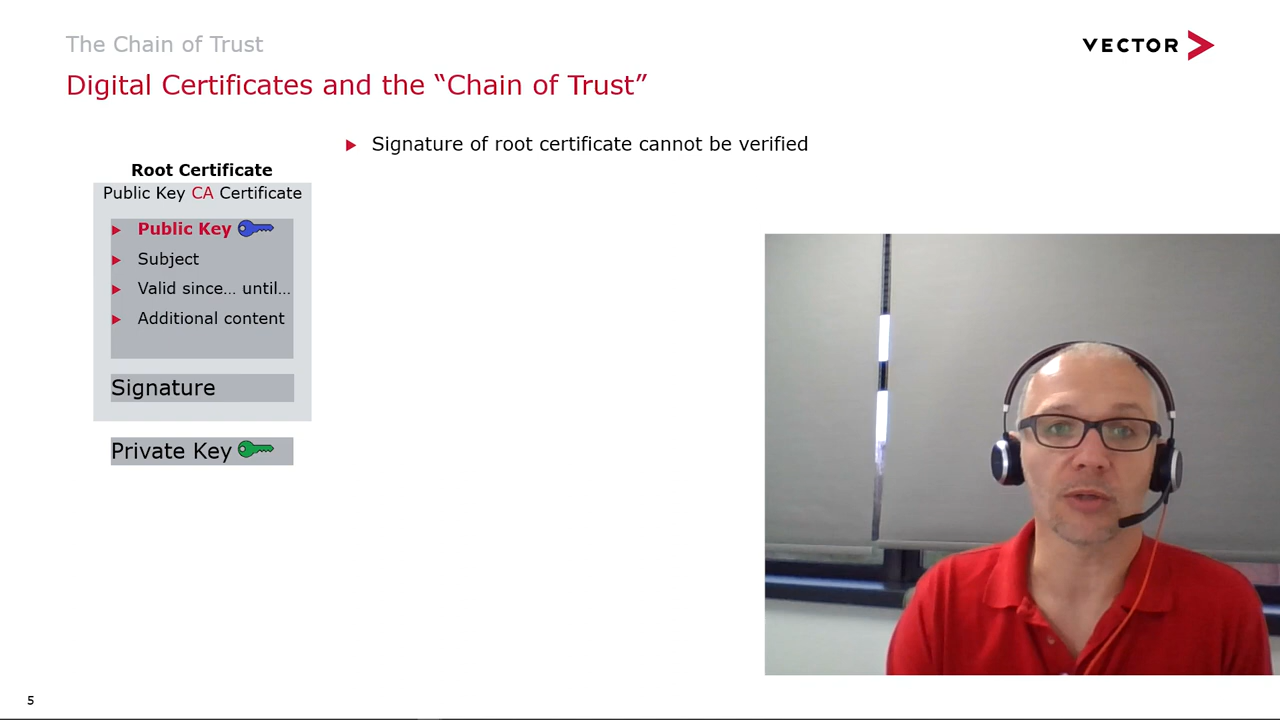 The Chain of Trust
VECTOR
Digital Certificates and the “Chain of Trust”
Signature of root certificate cannot be verified
Root Certificate
Public Key CA Certificate
Public Key
Subject
Valid since... until...
Additional content
Signature
Private Key
5